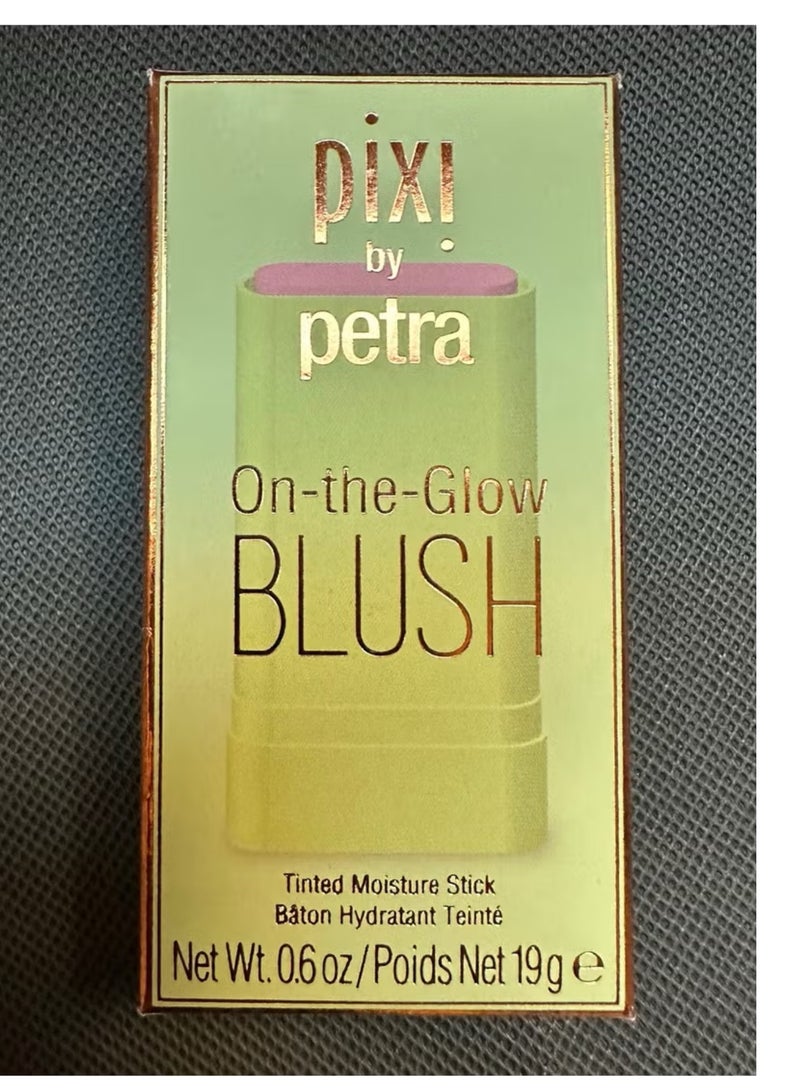 pixi
by
petra
On-the-Glow
BLUSH
Tinted Moisture Stick
Bâton Hydratant Teinté
Net Wt. 0.6 oz/Poids Net 19 g ℮